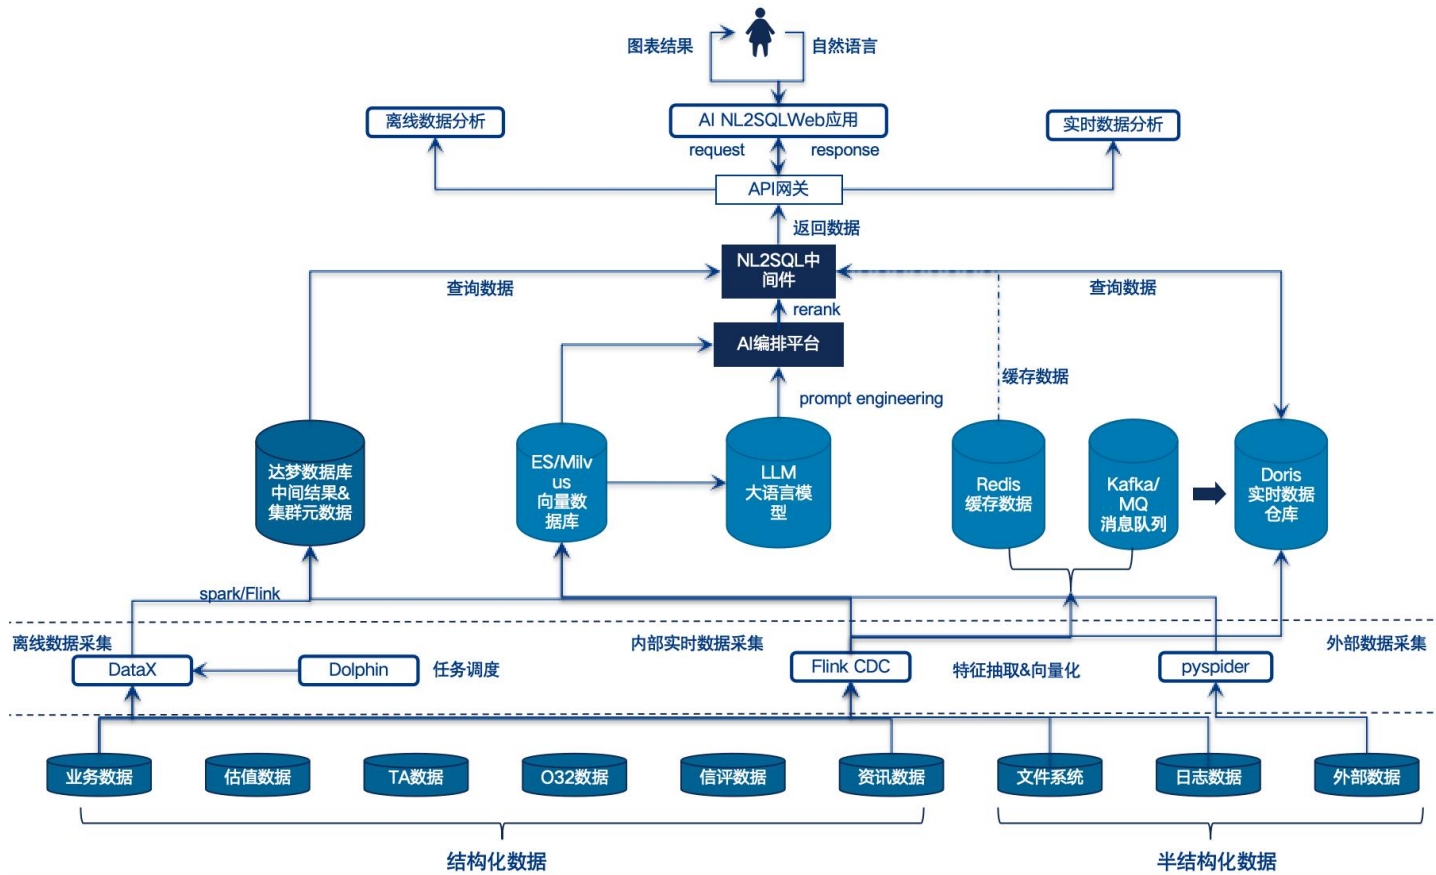 图表结果
自然语言
离线数据分析
AI NL2SQLWeb应用
实时数据分析
request
response
API网关
返回数据
NL2SQL中
间件
查询数据
查询数据
rerank
AI编排平台
缓存数据
prompt engineering
达梦数据库
中间结果&
集群元数据
ES/Milv
us
向量数
据库
LLM
大语言模
型
Redis
缓存数据
Kafka/
MQ
消息队列
Doris
实时数据
仓库
spark/Flink
离线数据采集
内部实时数据采集
外部数据采集
DataX
Dolphin
任务调度
Flink CDC
特征抽取&向量化
pyspider
业务数据
估值数据
TA数据
O32数据
信评数据
资讯数据
文件系统
日志数据
外部数据
结构化数据
半结构化数据